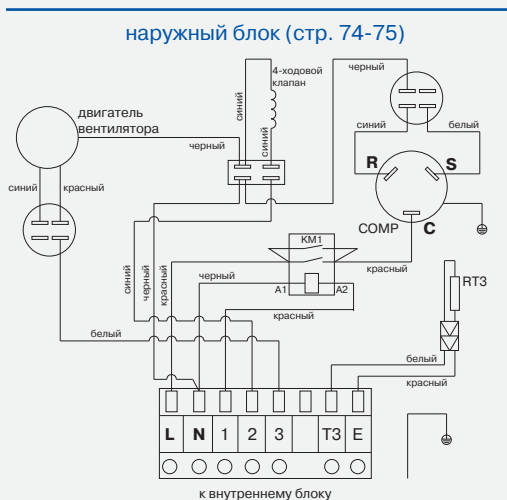 наружный блок (стр. 74-75)
черный
4-ходовой
клапан
синий
синий
двигатель
вентилятора
черный
синий
белый
R
S
COMP
C
синий
красный
KM1
красный
A1
A2
черный
красный
синий
черный
красный
RT3
белый
белый
красный
L
N
1
2
3
T3
E
к внутреннему блоку